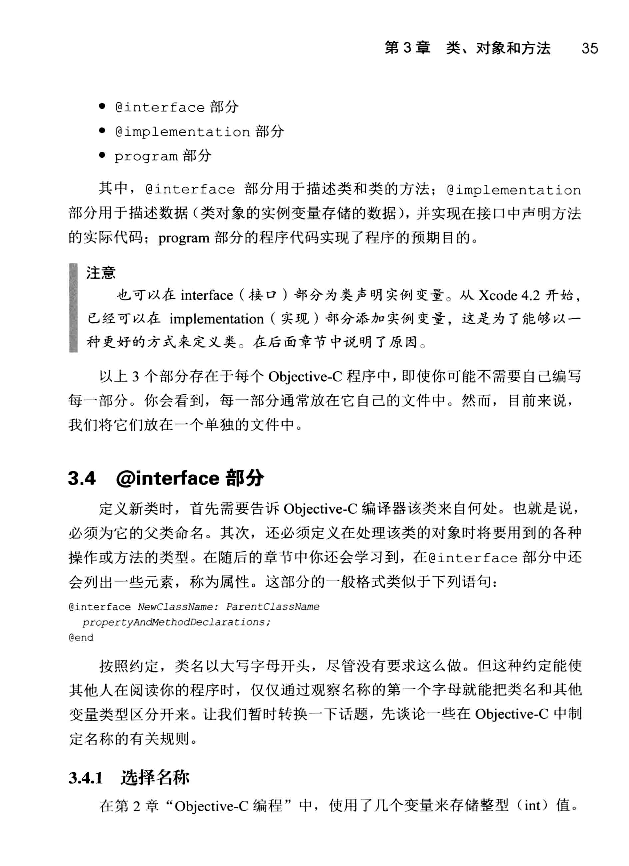 第 3 章 类、对象和方法 35
• @interface 部分
• @implementation 部分
• program 部分
其中，@interface 部分用于描述类和类的方法；@implementation
部分用于描述数据（类对象的实例变量存储的数据），并实现在接口中声明方法
的实际代码；program 部分的程序代码实现了程序的预期目的。
注意
也可以在 interface（接口）部分为类声明实例变量。从 Xcode 4.2 开始，
已经可以在 implementation（实现）部分添加实例变量，这是为了能够以一
种更好的方式来定义类。在后面章节中说明了原因。
以上 3 个部分存在于每个 Objective-C 程序中，即使你可能不需要自己编写
每一部分。你会看到，每一部分通常放在它自己的文件中。然而，目前来说，
我们将它们放在一个单独的文件中。
3.4 @interface 部分
定义新类时，首先需要告诉 Objective-C 编译器该类来自何处。也就是说，
必须为它的父类命名。其次，还必须定义在处理该类的对象时将要用到的各种
操作或方法的类型。在随后的章节中你还会学习到，在@interface 部分中还
会列出一些元素，称为属性。这部分的一般格式类似于下列语句：
@interface NewClassName: ParentClassName
propertyAndMethodDeclarations;
@end
按照约定，类名以大写字母开头，尽管没有要求这么做。但这种约定能使
其他人在阅读你的程序时，仅仅通过观察名称的第一个字母就能把类名和其他
变量类型区分开来。让我们暂时转换一下话题，先谈论一些在 Objective-C 中制
定名称的有关规则。
3.4.1 选择名称
在第 2 章“Objective-C 编程”中，使用了几个变量来存储整型（int）值。